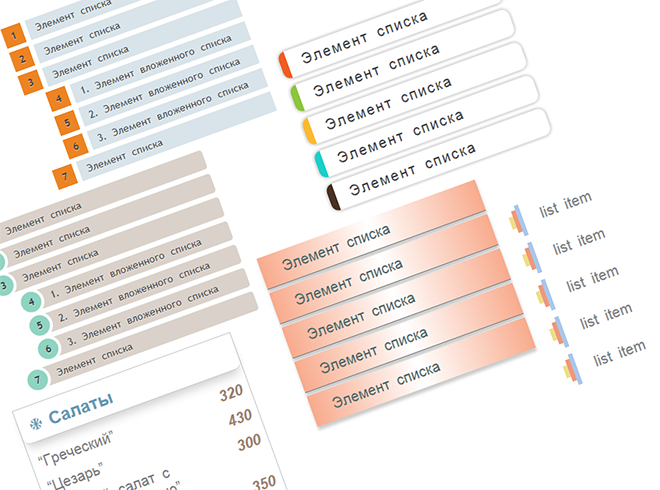 1 Элемент списка
2 Элемент списка
3 Элемент списка
4 1. Элемент вложенного списка
5 2. Элемент вложенного списка
6 3. Элемент вложенного списка
7 Элемент списка
Элемент списка
Элемент списка
Элемент списка
Элемент списка
Элемент списка
Элемент списка
Элемент списка
3 Элемент списка
4 1. Элемент вложенного списка
5 2. Элемент вложенного списка
6 3. Элемент вложенного списка
7 Элемент списка
Элемент списка
Элемент списка
Элемент списка
Элемент списка
Элемент списка
list item
list item
list item
list item
list item
Салаты
"Греческий" 320
"Цезарь" 430
салат с 300
350